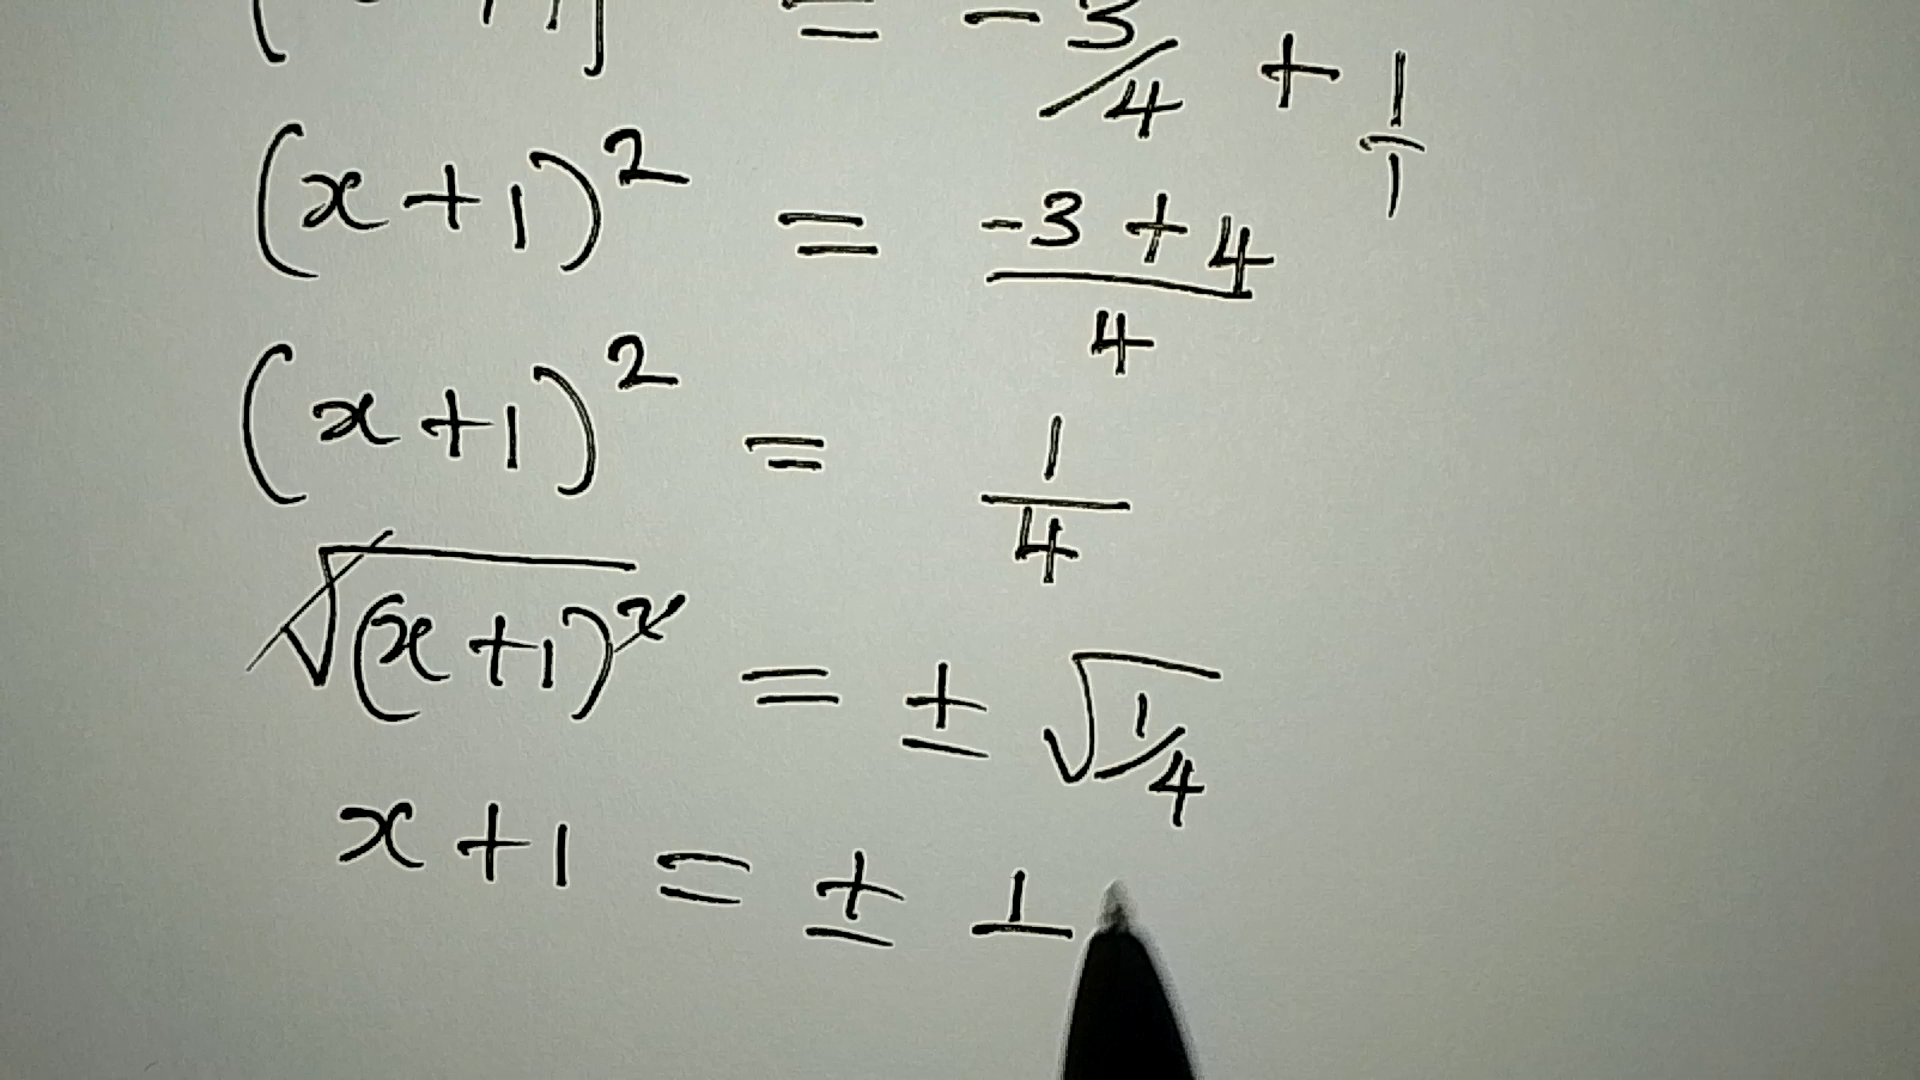 = -3/4 + 1/1
(x+1)² = (-3+4)/4
(x+1)² = 1/4
√(x+1)² = ± √1/4
x+1 = ± 1